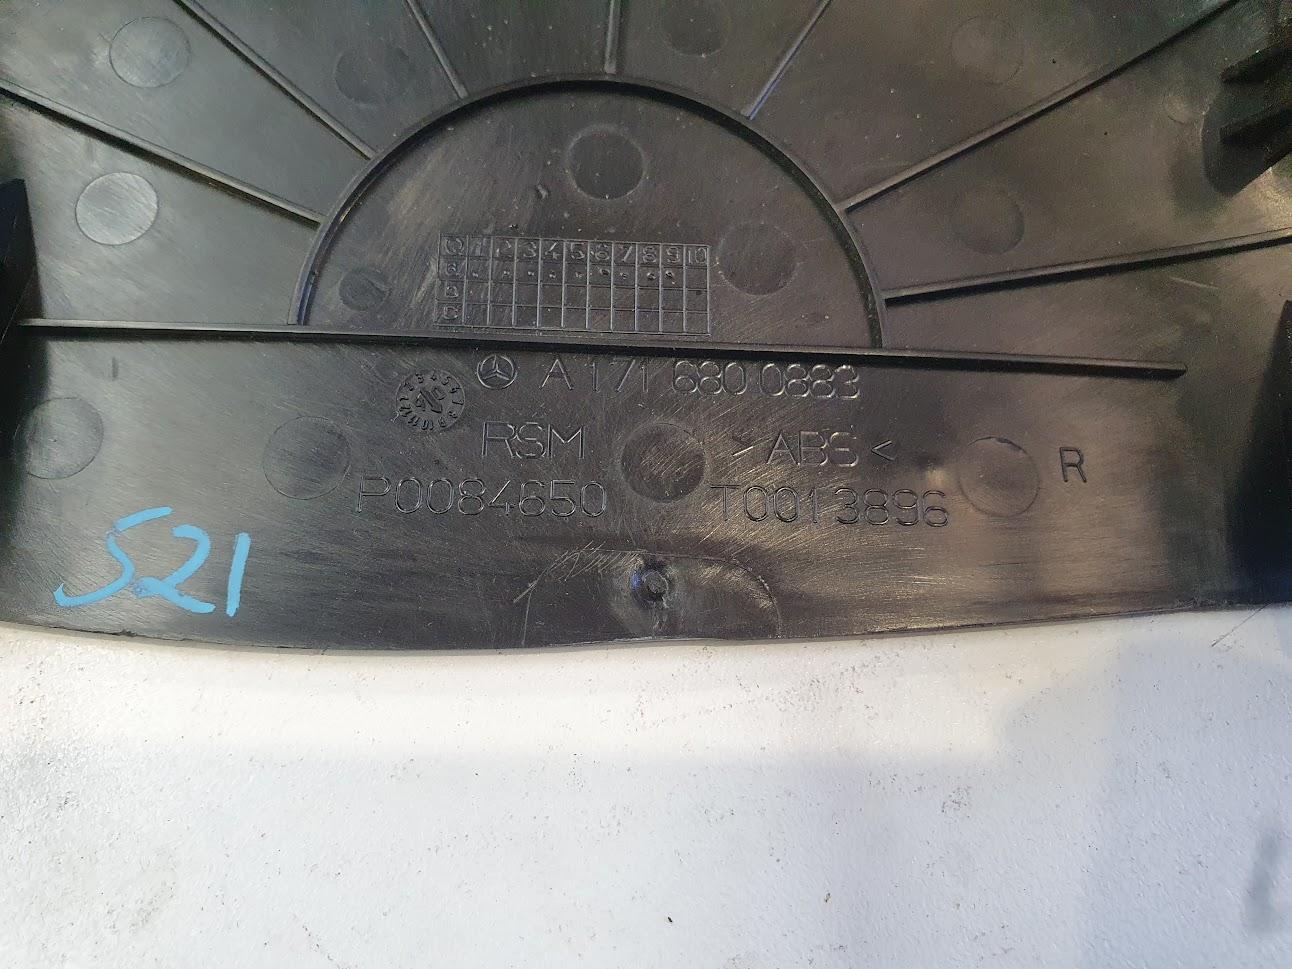 Q 1 2 3 4 5 6 7 8 9 10
A 171 680 0883
RSM >ABS< R
P0084650 T0013896
521